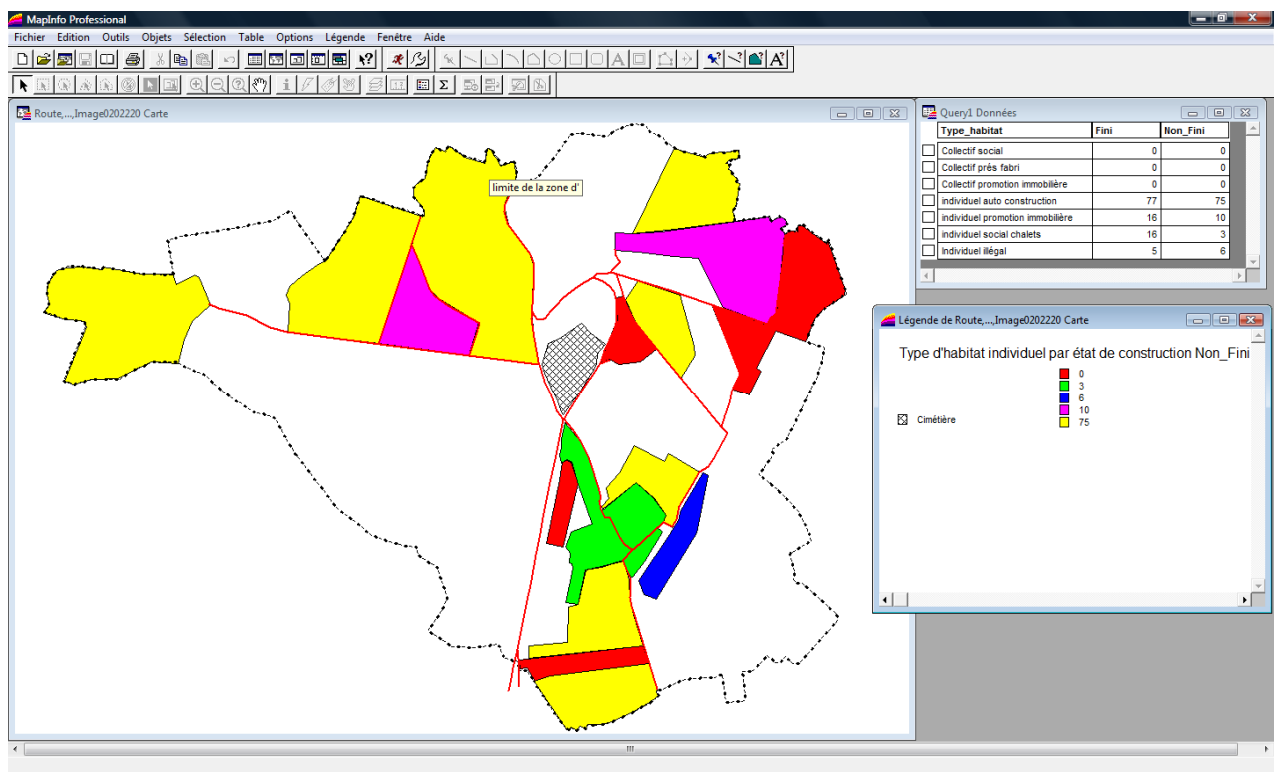 MapInfo Professional
Fichier Edition Outils Objets Sélection Table Options Légende Fenêtre Aide
Route,...,Image0202220 Carte
limite de la zone d'
Query1 Données
Type_habitat Fini Non_Fini
Collectif social 0 0
Collectif prés fabri 0 0
Collectif promotion immobilière 0 0
individuel auto construction 77 75
individuel promotion immobilière 16 10
individuel social chalets 16 3
Individuel illégal 5 6
Légende de Route,...,Image0202220 Carte
Type d'habitat individuel par état de construction Non_Fini
0
3
6
10
75
Cimétière